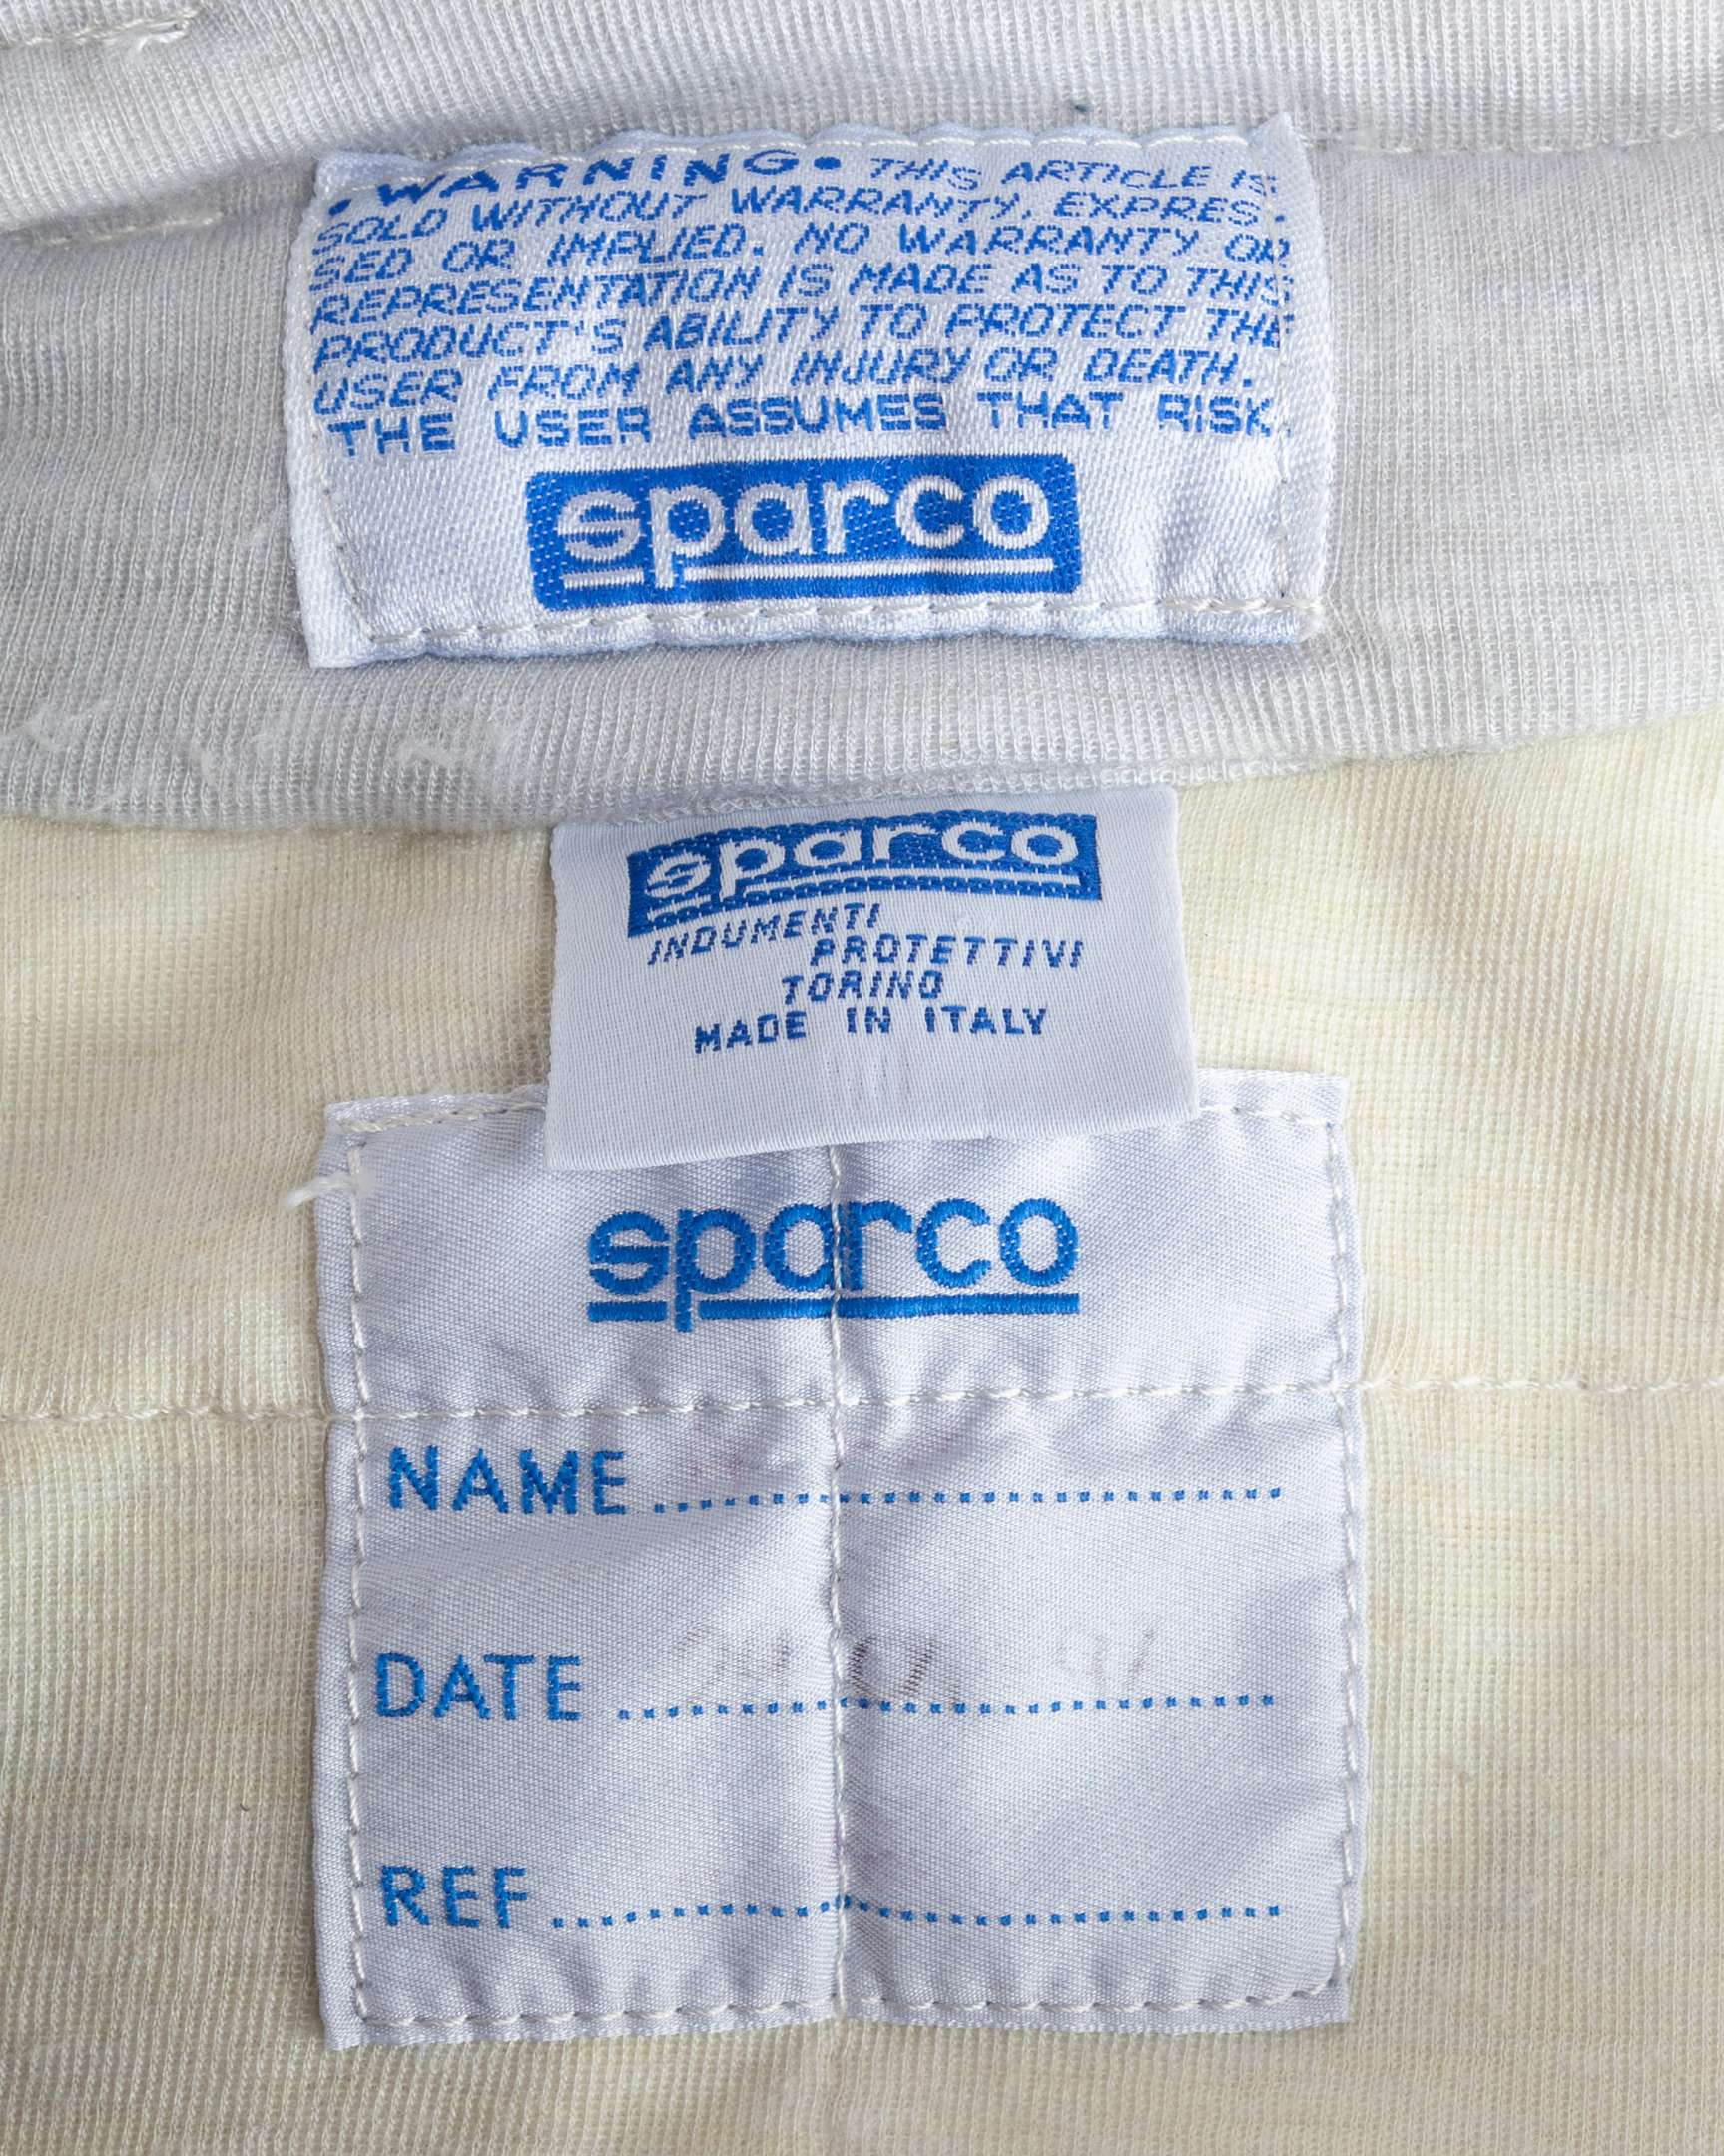 •WARNING• THIS ARTICLE IS
SOLD WITHOUT WARRANTY, EXPRES-
SED OR IMPLIED. NO WARRANTY OR
REPRESENTATION IS MADE AS TO THIS
PRODUCT'S ABILITY TO PROTECT THE
USER FROM ANY INJURY OR DEATH.
THE USER ASSUMES THAT RISK.
sparco
sparco
INDUMENTI
PROTETTIVI
TORINO
MADE IN ITALY
sparco
NAME
DATE
REF